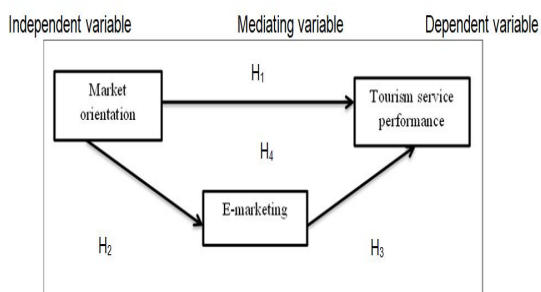 Independent variable
Mediating variable
Dependent variable
H₁
Market
orientation
Tourism service
performance
H₄
E-marketing
H₂
H₃